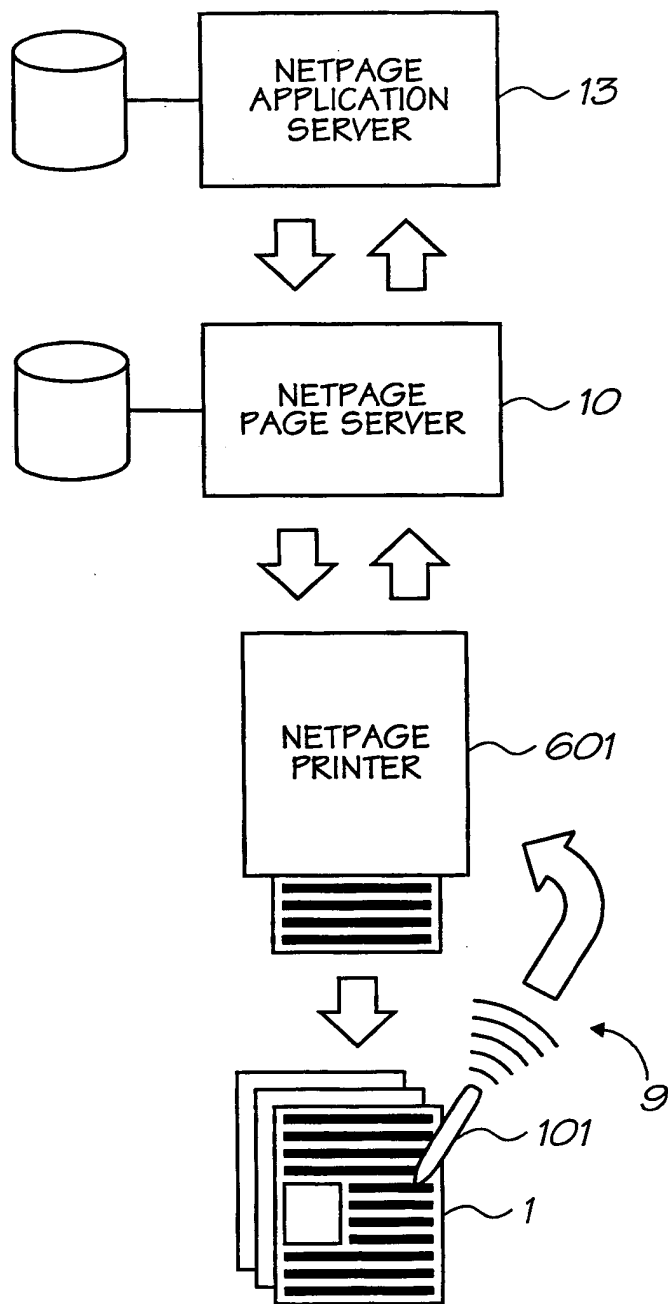 NETPAGE
APPLICATION
SERVER
13
NETPAGE
PAGE SERVER
10
NETPAGE
PRINTER
601
9
101
1